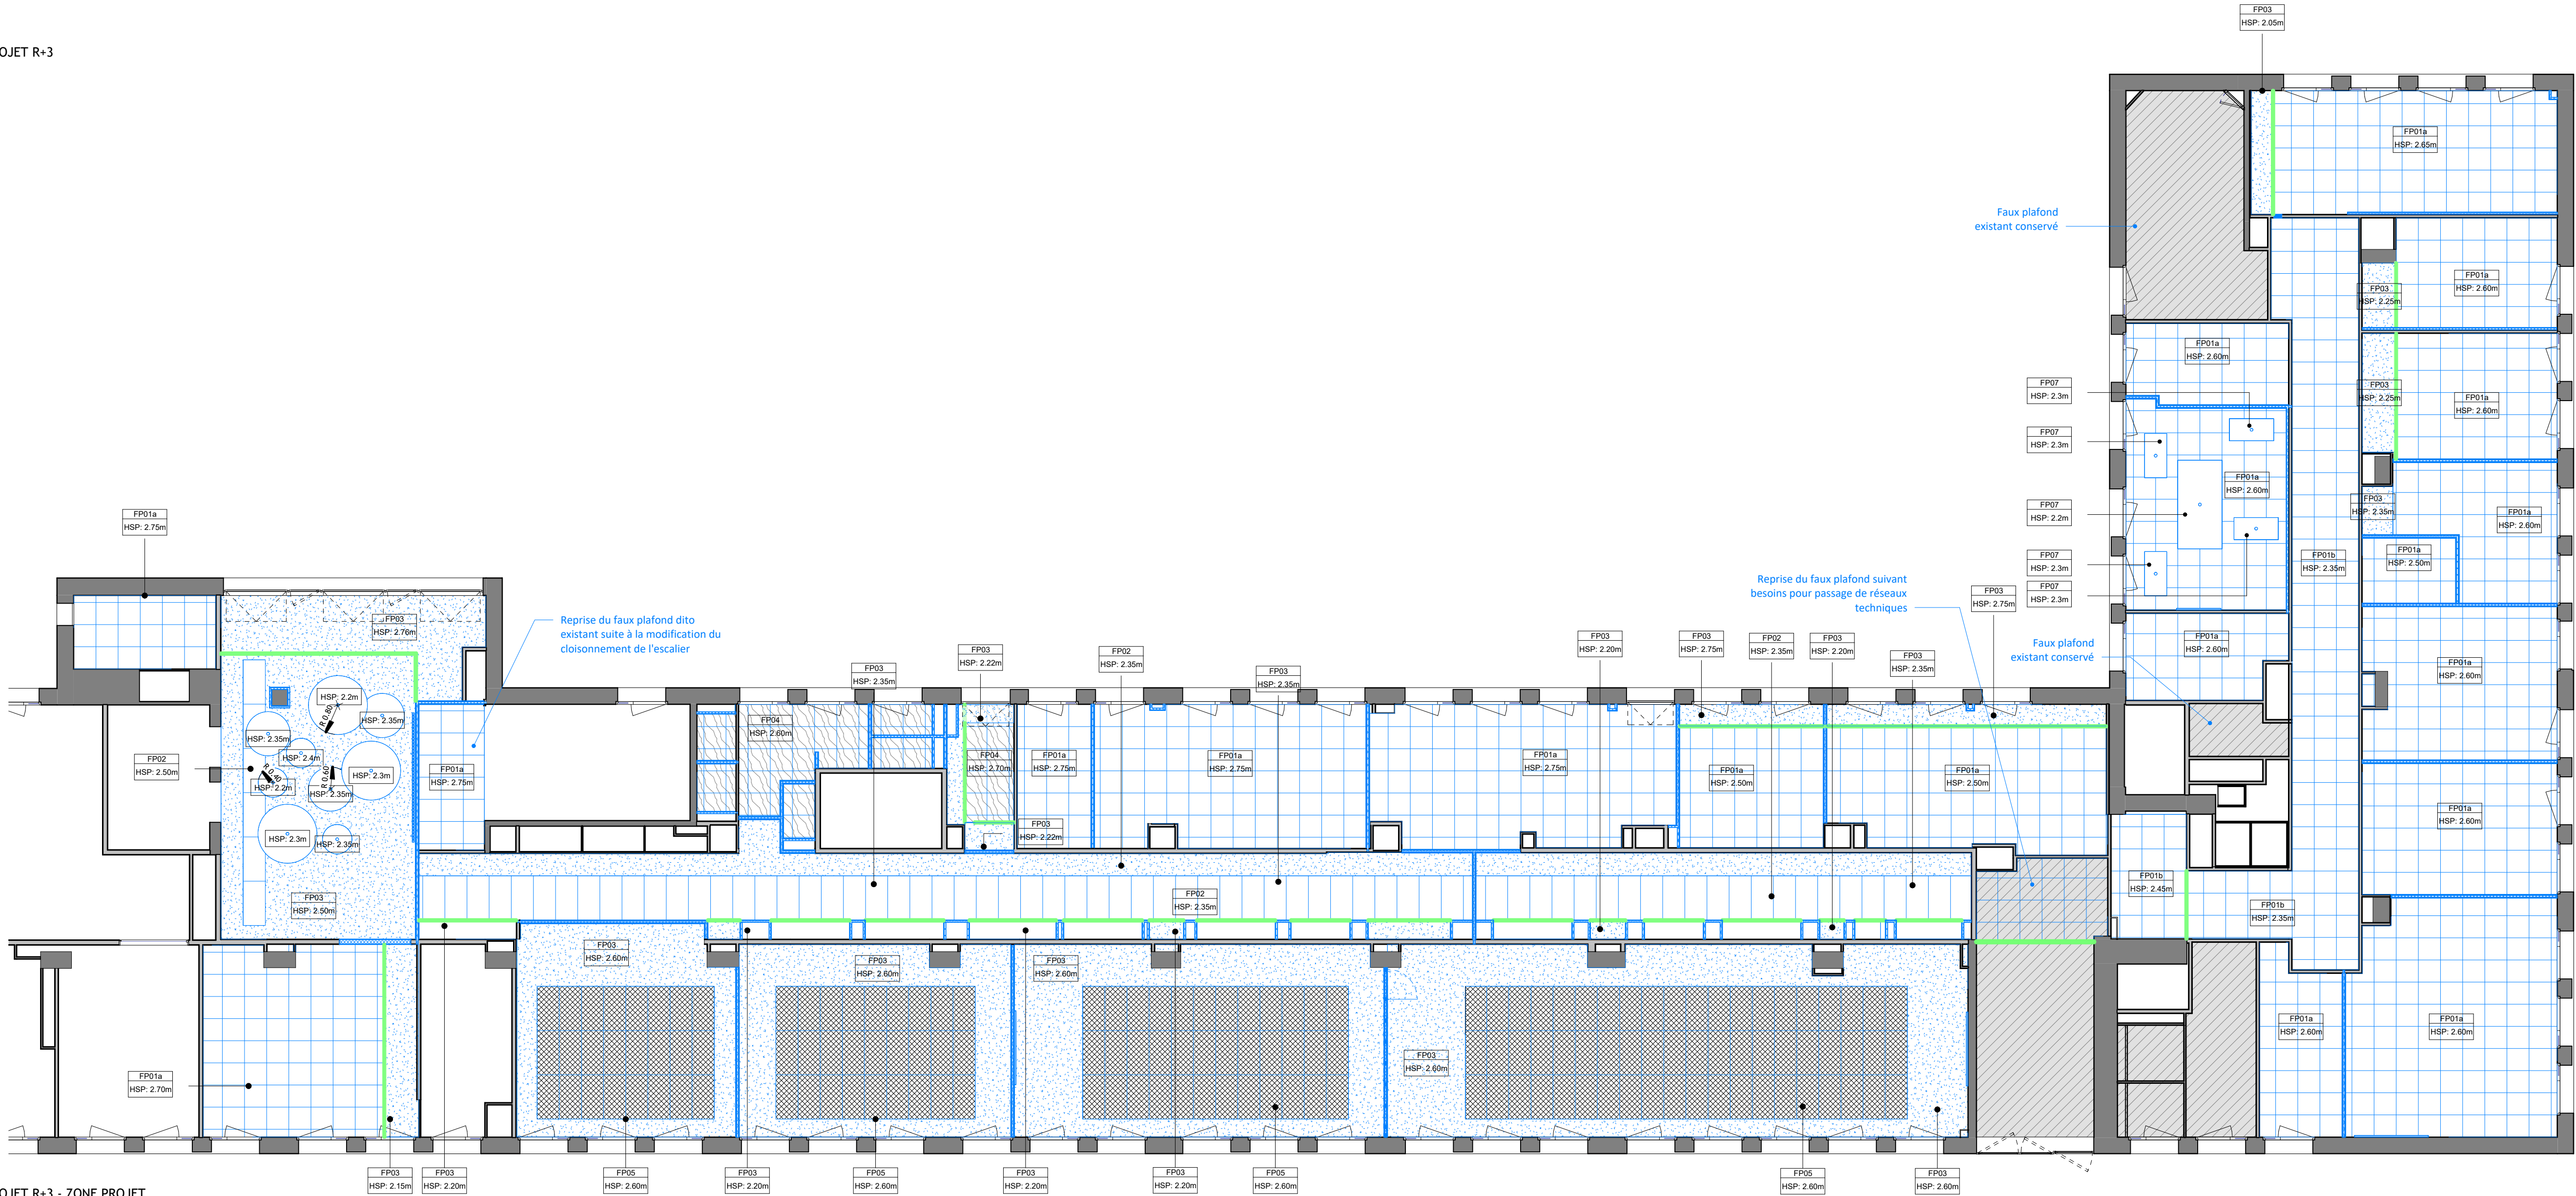 OJET R+3
FP03
HSP: 2.05m
FP01a
HSP: 2.65m
Faux plafond
existant conservé
FP01a
HSP: 2.60m
FP03
HSP: 2.25m
FP01a
HSP: 2.60m
FP07
HSP: 2.3m
FP03
HSP: 2.25m
FP01a
HSP: 2.60m
FP07
HSP: 2.3m
FP01a
HSP: 2.60m
FP07
HSP: 2.2m
FP03
HSP: 2.35m
FP01a
HSP: 2.60m
FP01a
HSP: 2.75m
FP07
HSP: 2.3m
FP01b
HSP: 2.35m
FP01a
HSP: 2.50m
FP07
HSP: 2.3m
Reprise du faux plafond suivant
besoins pour passage de réseaux
techniques
FP03
HSP: 2.75m
FP03
HSP: 2.76m
Reprise du faux plafond dito
existant suite à la modification du
cloisonnement de l'escalier
FP03
HSP: 2.35m
FP03
HSP: 2.22m
FP02
HSP: 2.35m
FP03
HSP: 2.35m
FP03
HSP: 2.20m
FP03
HSP: 2.75m
FP02
HSP: 2.35m
FP03
HSP: 2.20m
FP03
HSP: 2.35m
Faux plafond
existant conservé
FP01a
HSP: 2.60m
FP01a
HSP: 2.60m
HSP: 2.2m
R 0.80
HSP: 2.35m
HSP: 2.35m
HSP: 2.4m
FP04
HSP: 2.60m
FP02
HSP: 2.50m
R 0.40
R 0.60
HSP: 2.3m
HSP: 2.2m
HSP: 2.35m
FP01a
HSP: 2.75m
FP04
HSP: 2.70m
FP01a
HSP: 2.75m
FP01a
HSP: 2.75m
FP01a
HSP: 2.75m
FP01a
HSP: 2.50m
FP01a
HSP: 2.50m
FP01a
HSP: 2.60m
HSP: 2.3m
HSP: 2.35m
FP03
HSP: 2.22m
FP03
HSP: 2.50m
FP02
HSP: 2.35m
FP01b
HSP: 2.45m
FP01b
HSP: 2.35m
FP03
HSP: 2.60m
FP03
HSP: 2.60m
FP03
HSP: 2.60m
FP03
HSP: 2.60m
FP01a
HSP: 2.60m
FP01a
HSP: 2.60m
FP01a
HSP: 2.70m
FP03
HSP: 2.15m
FP03
HSP: 2.20m
FP05
HSP: 2.60m
FP03
HSP: 2.20m
FP05
HSP: 2.60m
FP03
HSP: 2.20m
FP03
HSP: 2.20m
FP05
HSP: 2.60m
FP05
HSP: 2.60m
FP03
HSP: 2.60m
OJET R+3 - ZONE PROJET